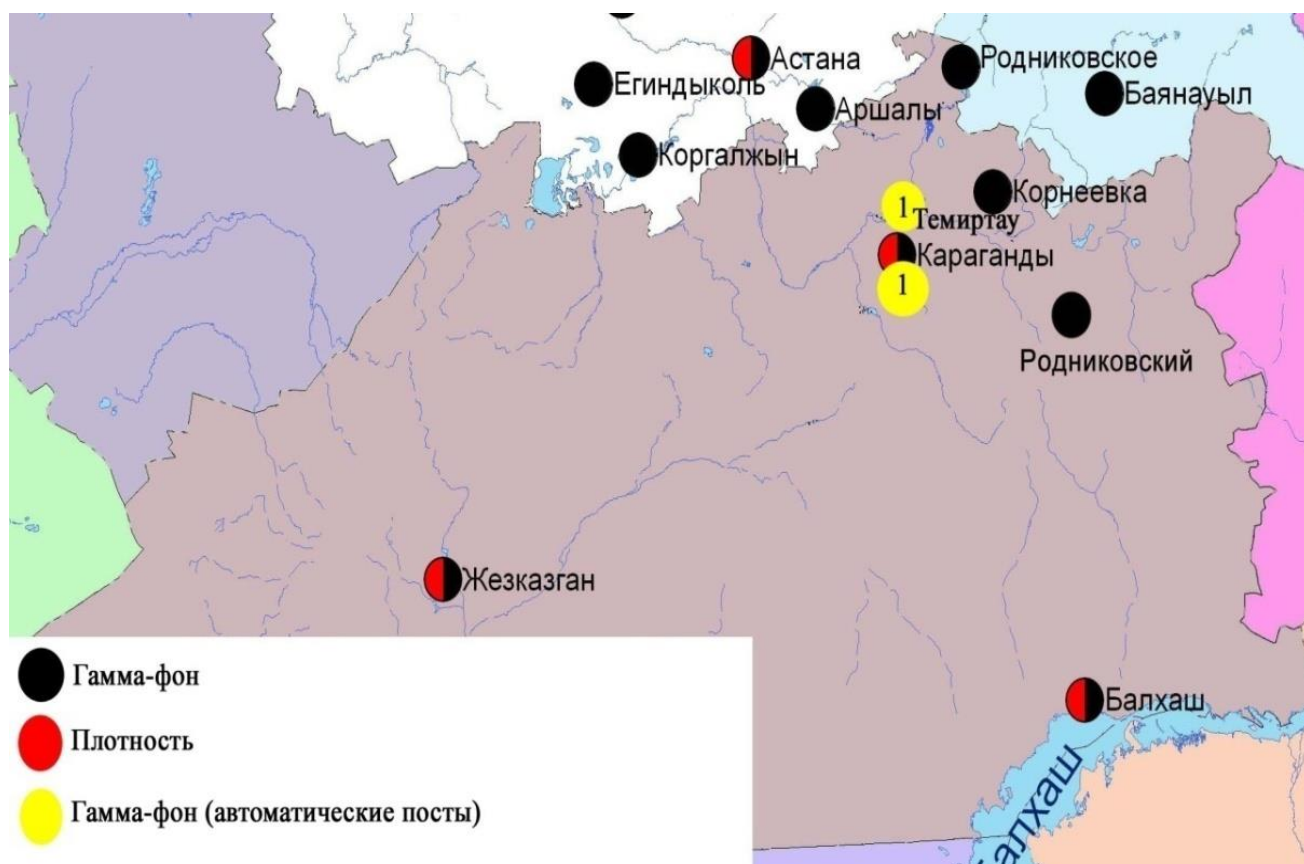 Астана
Родниковское
Егиндыколь
Баянауыл
Аршалы
Коргалжын
Корнеевка
1
Темиртау
Караганды
1
Родниковский
Жезказган
Гамма-фон
Балхаш
Плотность
Балхаш
Гамма-фон (автоматические посты)